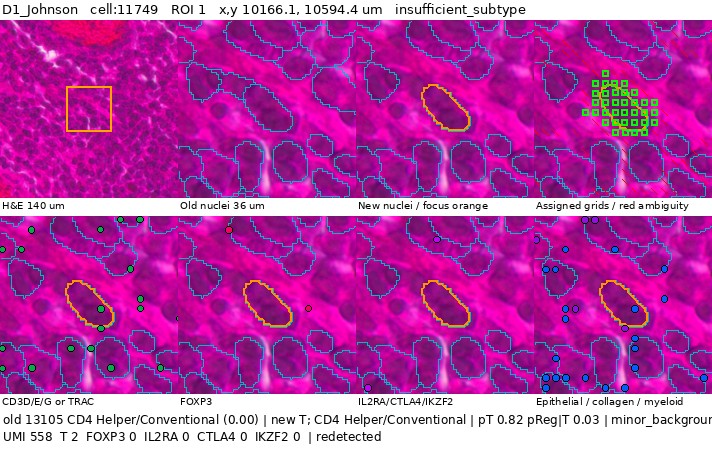 D1_Johnson cell:11749 ROI 1 x,y 10166.1, 10594.4 um insufficient_subtype
H&E 140 um
Old nuclei 36 um
New nuclei / focus orange
Assigned grids / red ambiguity
CD3D/E/G or TRAC
FOXP3
IL2RA/CTLA4/IKZF2
Epithelial / collagen / myeloid
old 13105 CD4 Helper/Conventional (0.00) | new T; CD4 Helper/Conventional | pT 0.82 pReg|T 0.03 | minor_backgroun
UMI 558 T 2 FOXP3 0 IL2RA 0 CTLA4 0 IKZF2 0 | redetected